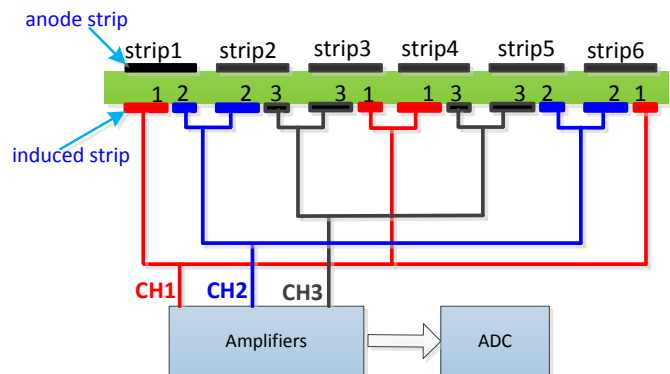 anode strip
strip1 strip2 strip3 strip4 strip5 strip6
1 2 2 3 3 1 1 3 3 2 2 1
induced strip
CH1 CH2 CH3
Amplifiers ADC